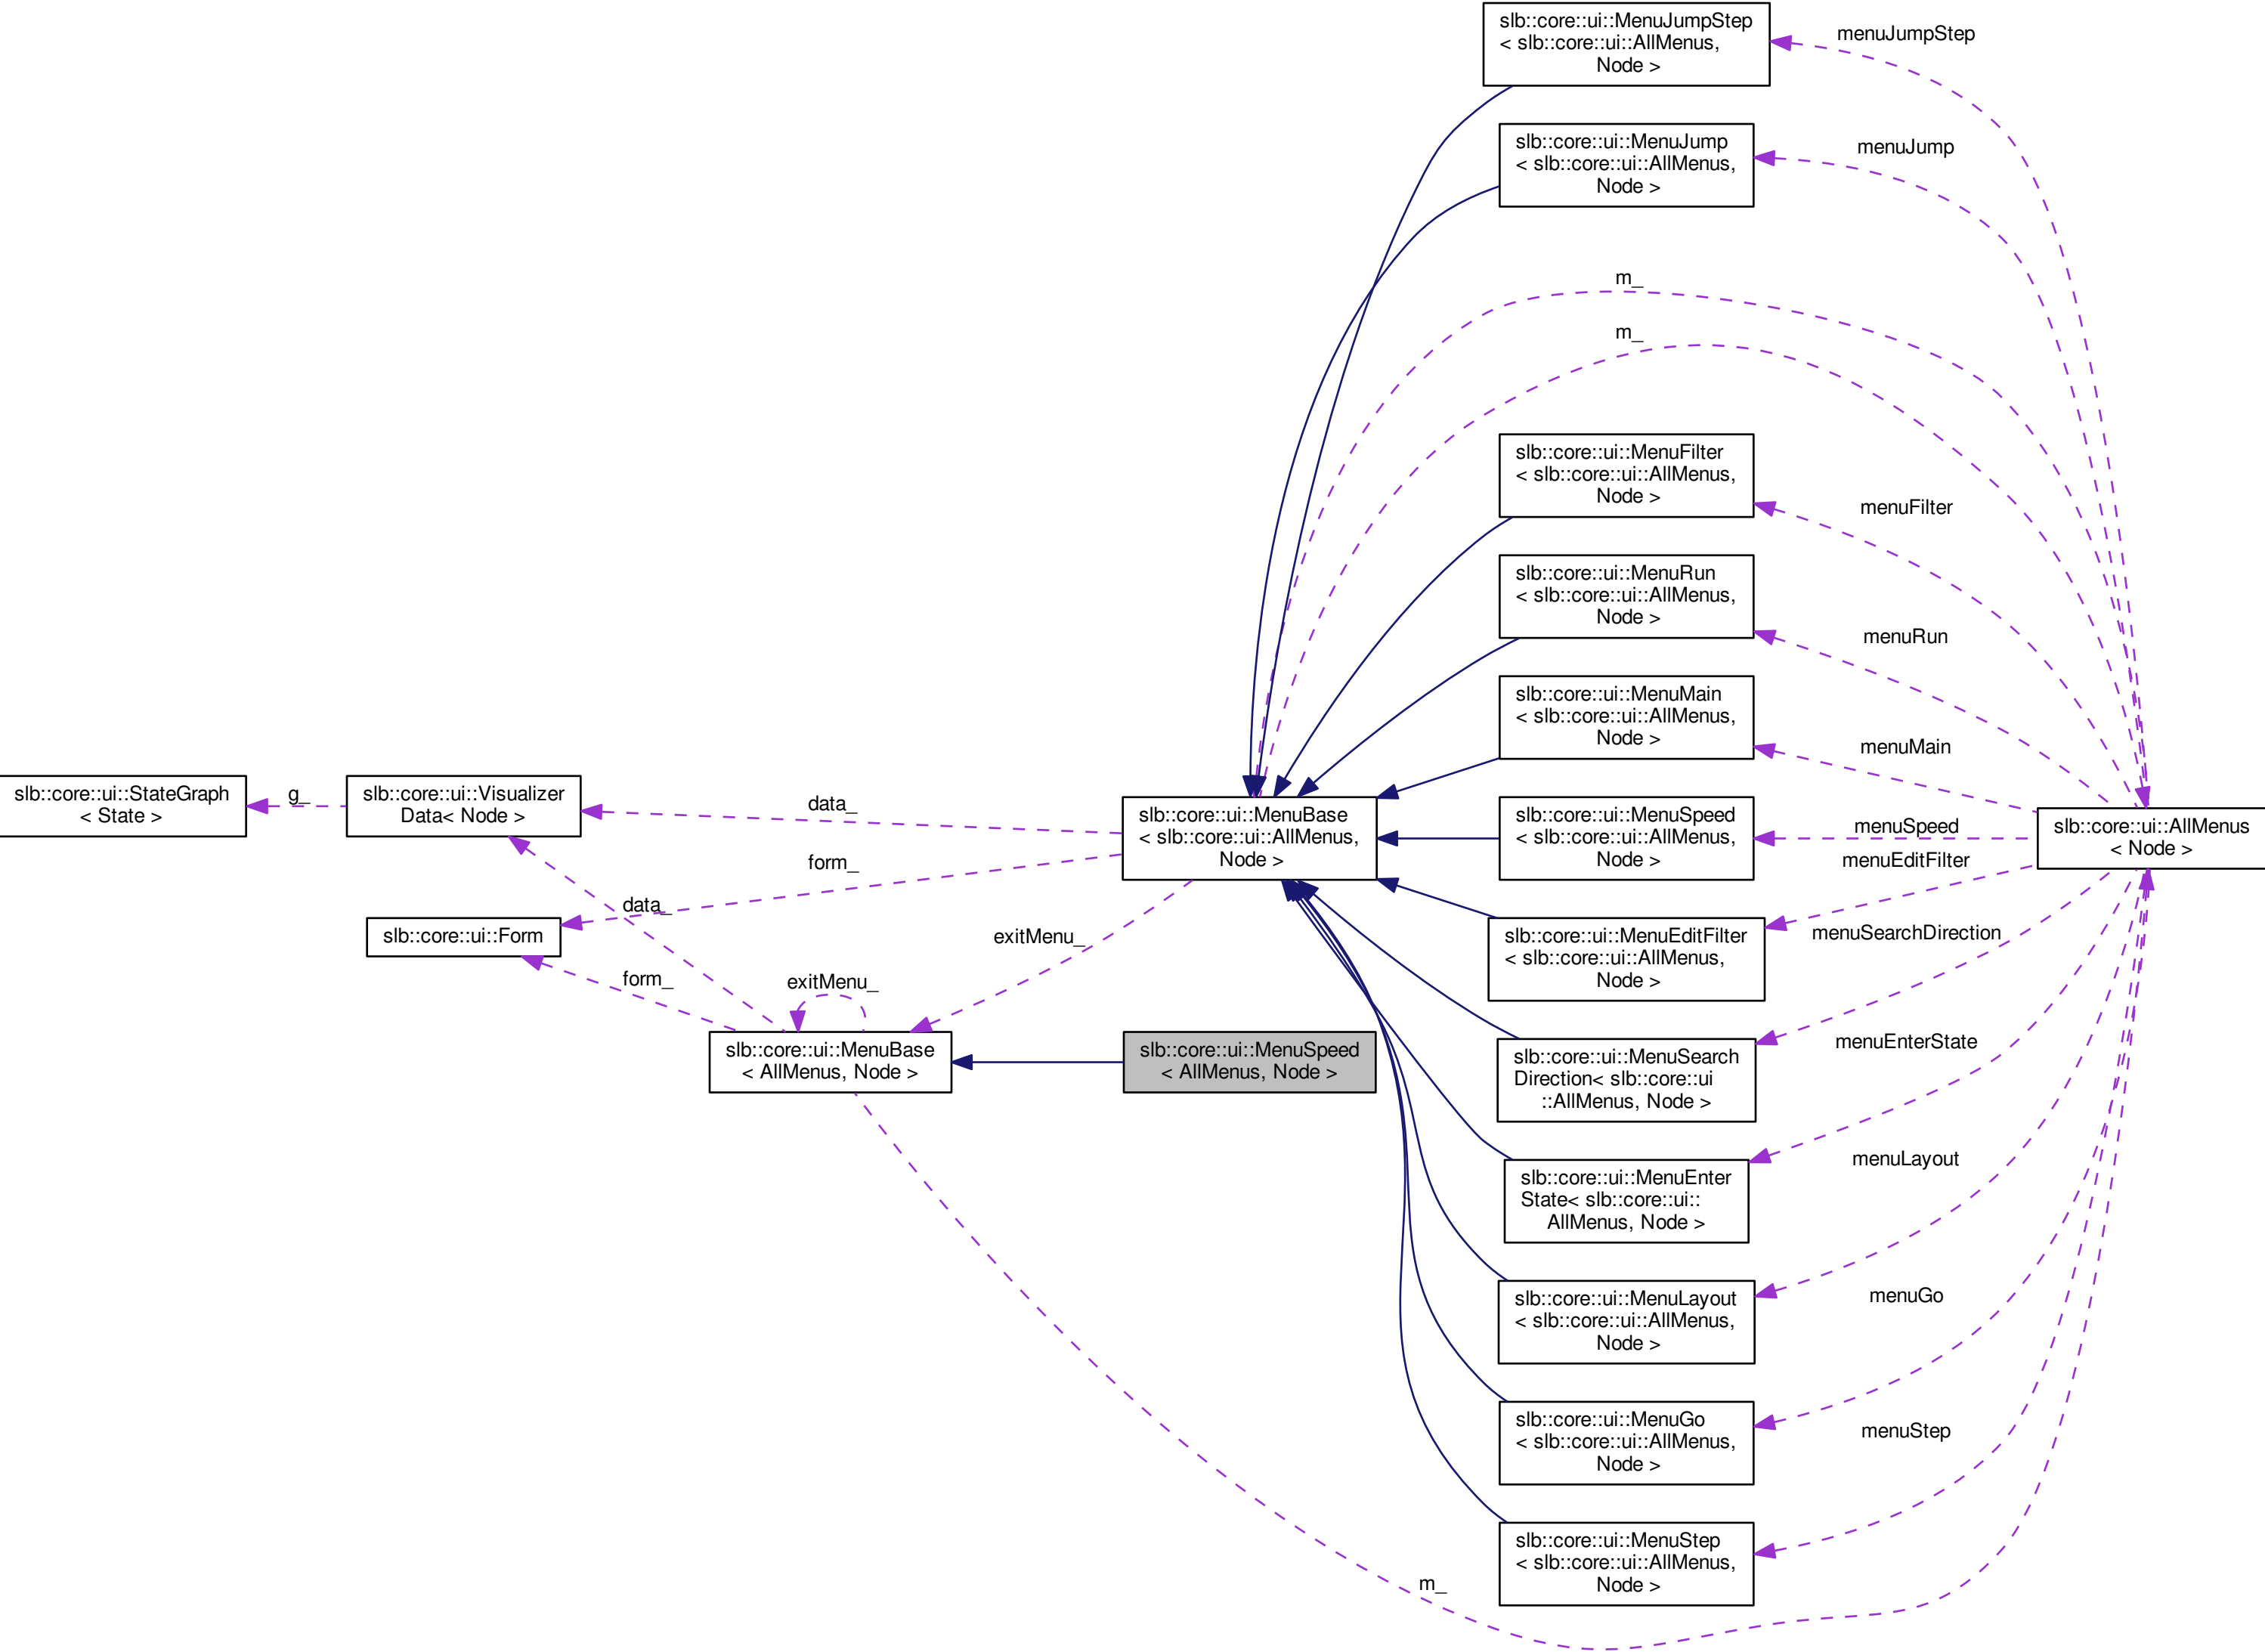 slb::core::ui::MenuJumpStep
< slb::core::ui::AllMenus,
Node >
menuJumpStep
slb::core::ui::MenuJump
< slb::core::ui::AllMenus,
Node >
menuJump
m_
m_
slb::core::ui::MenuFilter
< slb::core::ui::AllMenus,
Node >
menuFilter
slb::core::ui::MenuRun
< slb::core::ui::AllMenus,
Node >
menuRun
slb::core::ui::MenuMain
< slb::core::ui::AllMenus,
Node >
menuMain
slb::core::ui::StateGraph
< State >
g_
slb::core::ui::Visualizer
Data< Node >
data_
slb::core::ui::MenuBase
< slb::core::ui::AllMenus,
Node >
slb::core::ui::MenuSpeed
< slb::core::ui::AllMenus,
Node >
menuSpeed
slb::core::ui::AllMenus
< Node >
form_
menuEditFilter
data_
slb::core::ui::Form
exitMenu_
slb::core::ui::MenuEditFilter
< slb::core::ui::AllMenus,
Node >
menuSearchDirection
form_
exitMenu_
slb::core::ui::MenuBase
< AllMenus, Node >
slb::core::ui::MenuSpeed
< AllMenus, Node >
slb::core::ui::MenuSearch
Direction< slb::core::ui
::AllMenus, Node >
menuEnterState
slb::core::ui::MenuEnter
State< slb::core::ui::
AllMenus, Node >
menuLayout
slb::core::ui::MenuLayout
< slb::core::ui::AllMenus,
Node >
menuGo
slb::core::ui::MenuGo
< slb::core::ui::AllMenus,
Node >
menuStep
slb::core::ui::MenuStep
< slb::core::ui::AllMenus,
Node >
m_